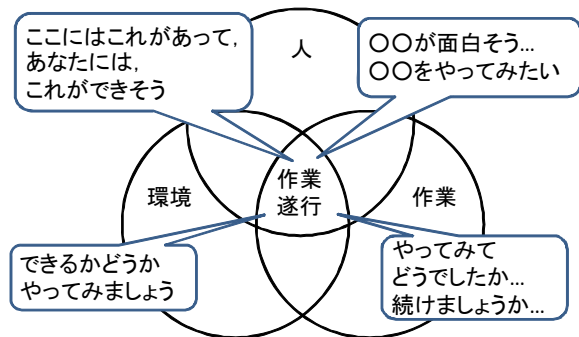 ここにはこれがあって，
あなたには，
これができそう
人
〇〇が面白そう...
〇〇をやってみたい
環境
作業
遂行
作業
できるかどうか
やってみましょう
やってみて
どうでしたか...
続けましょうか...